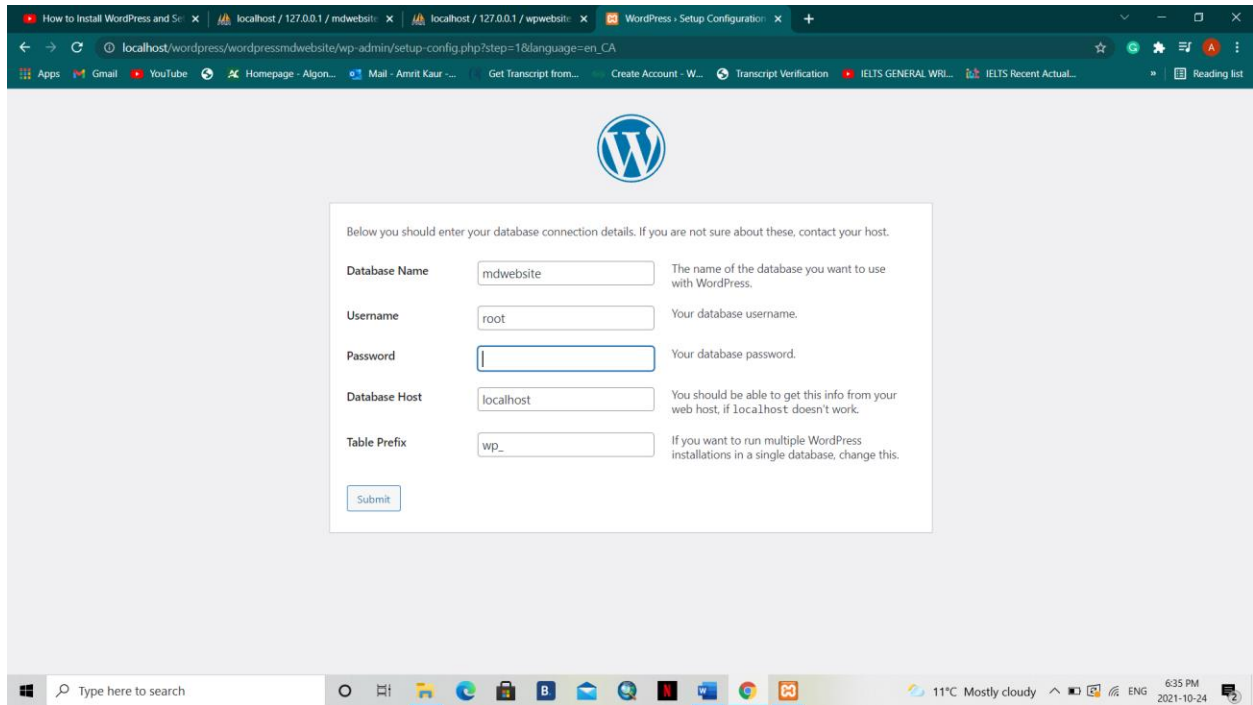 How to Install WordPress and Se
localhost / 127.0.0.1 / mdwebsite
localhost / 127.0.0.1 / wpwebsite
WordPress › Setup Configuration
localhost/wordpress/wordpressmdwebsite/wp-admin/setup-config.php?step=1&language=en_CA
A
Apps Gmail YouTube Homepage - Algon... Mail - Amrit Kaur -... Get Transcript from... Create Account - W... Transcript Verification IELTS GENERAL WRI... IELTS Recent Actual... » Reading list
W
Below you should enter your database connection details. If you are not sure about these, contact your host.
Database Name
mdwebsite
The name of the database you want to use
with WordPress.
Username
root
Your database username.
Password
Your database password.
Database Host
localhost
You should be able to get this info from your
web host, if localhost doesn't work.
Table Prefix
wp_
If you want to run multiple WordPress
installations in a single database, change this.
Submit
Type here to search
B.
N
W
11°C Mostly cloudy
ENG
6:35 PM
2021-10-24
2